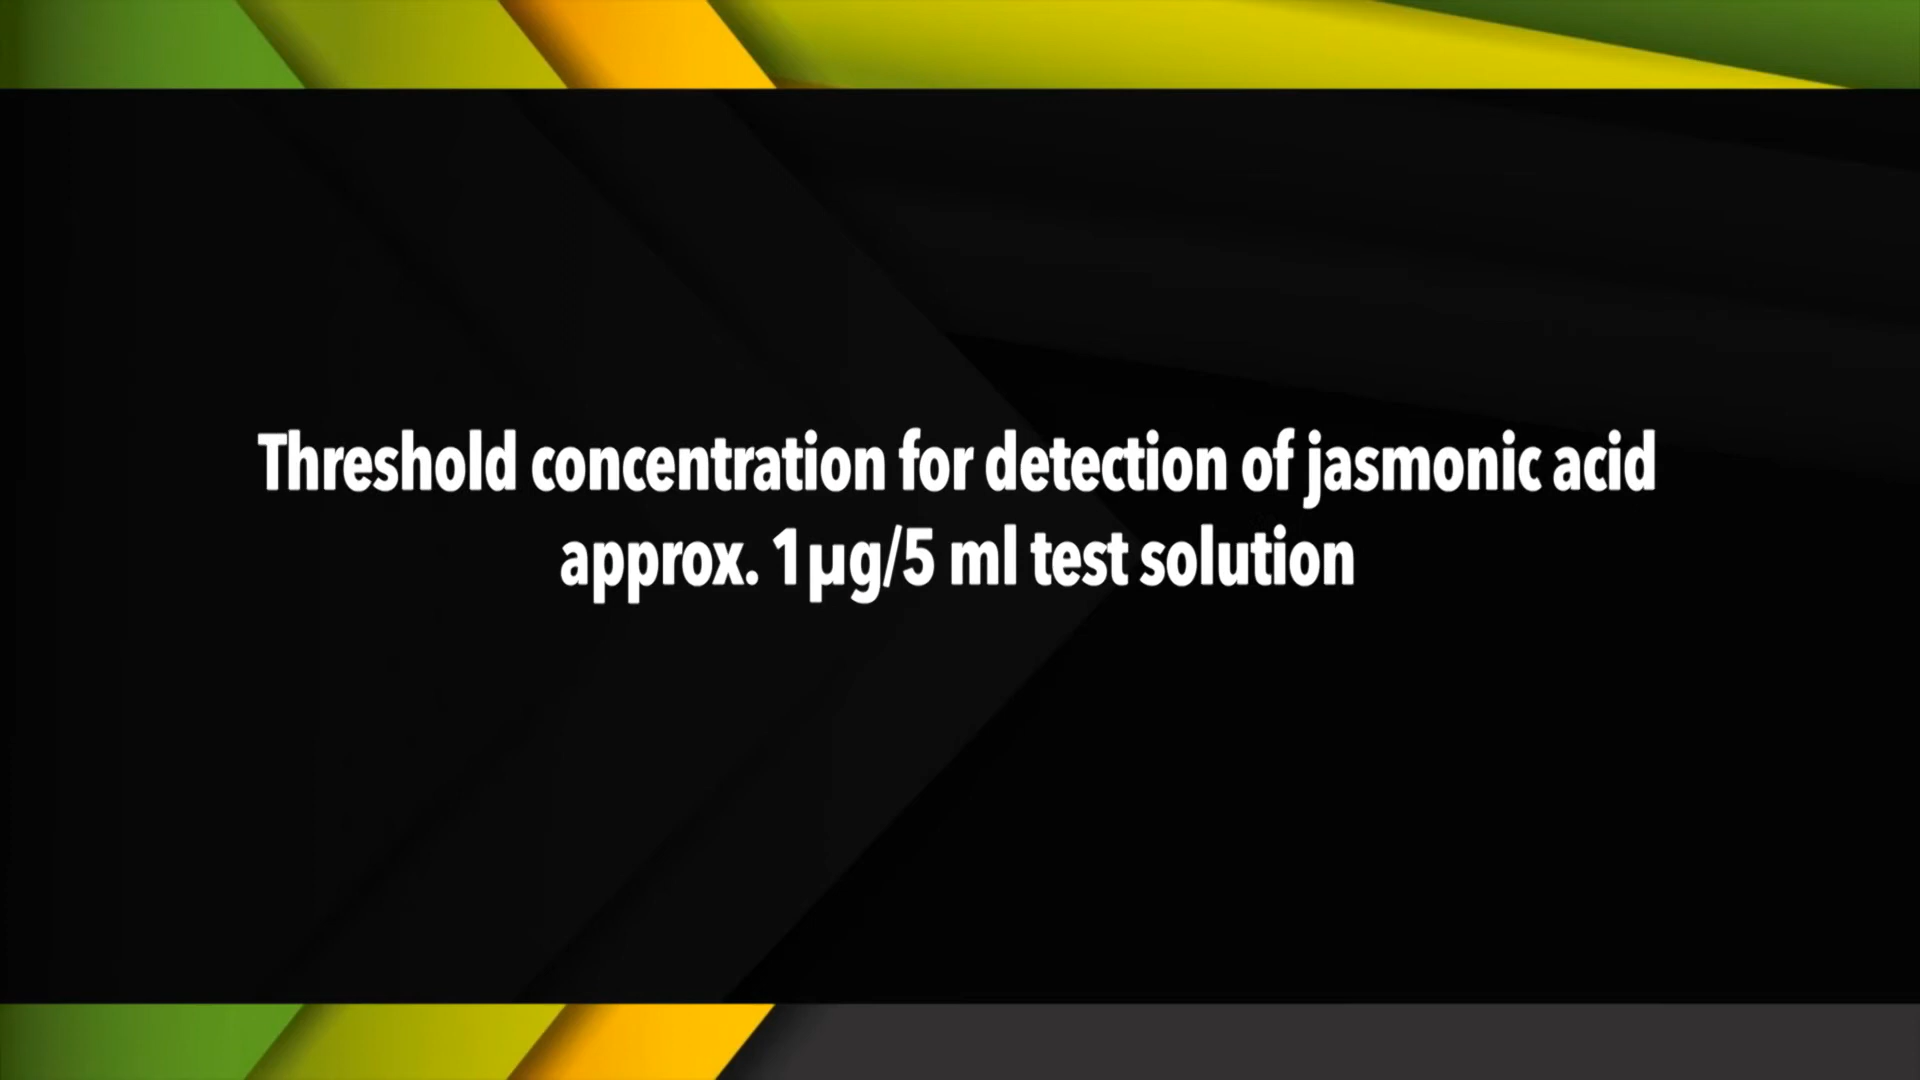 Threshold concentration for detection of jasmonic acid
approx. 1µg/5 ml test solution